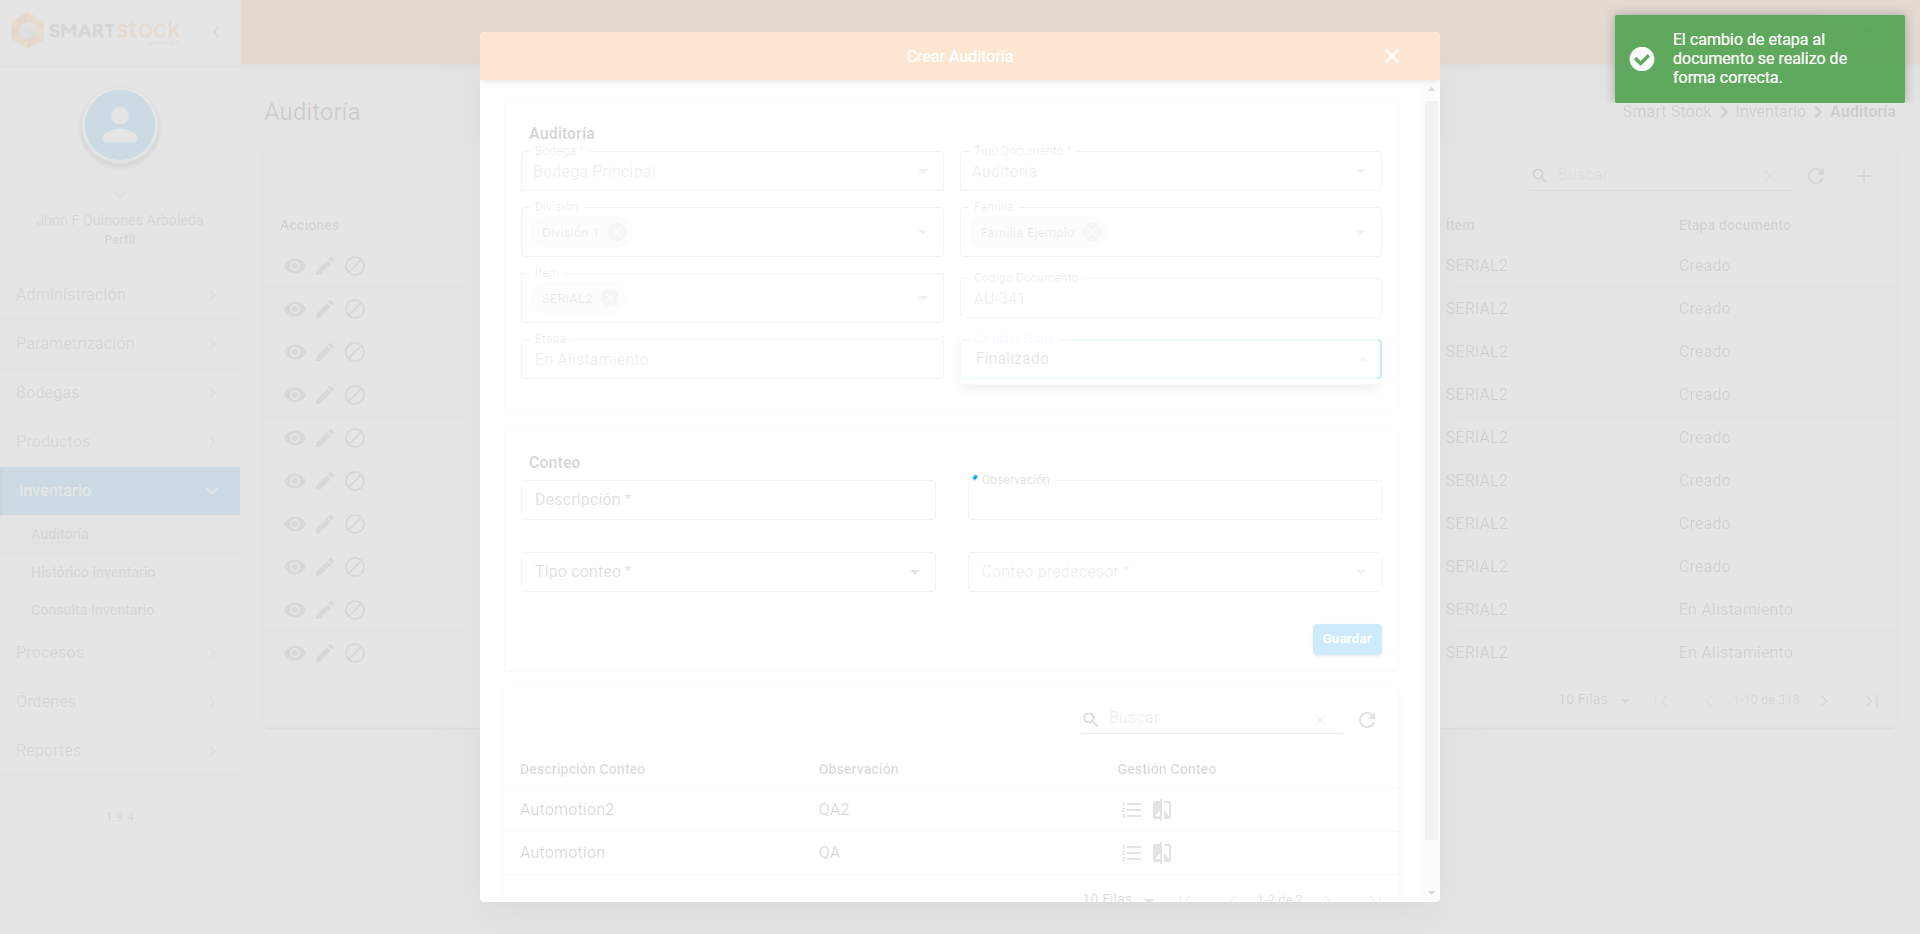 SMARTstock
Jhon F Quinones Arboleda
Perfil
Administración
Parametrización
Bodegas
Productos
Inventario
Auditoría
Histórico inventario
Consulta inventario
Procesos
Órdenes
Reportes
1.9.4
Auditoría
Smart Stock > Inventario > Auditoría
Buscar
Acciones
Ítem
Etapa documento
SERIAL2 Creado
SERIAL2 Creado
SERIAL2 Creado
SERIAL2 Creado
SERIAL2 Creado
SERIAL2 Creado
SERIAL2 Creado
SERIAL2 Creado
SERIAL2 En Alistamiento
SERIAL2 En Alistamiento
10 Filas 1-10 de 318
Crear Auditoría
Auditoría
Bodega *
Bodega Principal
Tipo Documento *
Auditoria
División
División 1
Familia
Familia Ejemplo
Ítem
SERIAL2
Código Documento
AU-341
Etapa
En Alistamiento
Cambiar Etapa
Finalizado
Conteo
Descripción *
Observación
Tipo conteo *
Conteo predecesor *
Guardar
Buscar
Descripción Conteo Observación Gestión Conteo
Automotion2 QA2
Automotion QA
10 Filas 1-2 de 2
El cambio de etapa al
documento se realizo de
forma correcta.